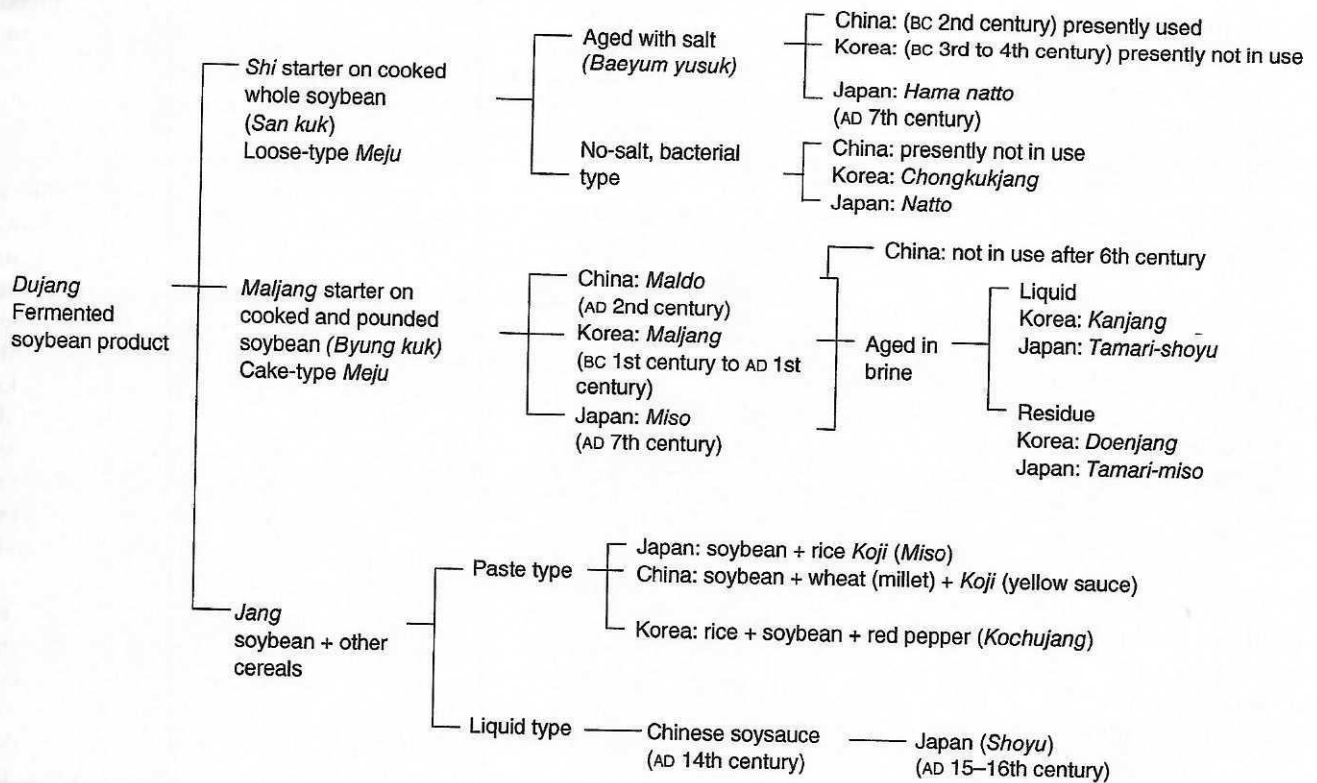 Dujang
Fermented
soybean product
Shi starter on cooked
whole soybean
(San kuk)
Loose-type Meju
Aged with salt
(Baeyum yusuk)
China: (BC 2nd century) presently used
Korea: (BC 3rd to 4th century) presently not in use
Japan: Hama natto
(AD 7th century)
No-salt, bacterial
type
China: presently not in use
Korea: Chongkukjang
Japan: Natto
Maljang starter on
cooked and pounded
soybean (Byung kuk)
Cake-type Meju
China: Maldo
(AD 2nd century)
Korea: Maljang
(BC 1st century to AD 1st
century)
Japan: Miso
(AD 7th century)
China: not in use after 6th century
Aged in
brine
Liquid
Korea: Kanjang
Japan: Tamari-shoyu
Residue
Korea: Doenjang
Japan: Tamari-miso
Jang
soybean + other
cereals
Paste type
Japan: soybean + rice Koji (Miso)
China: soybean + wheat (millet) + Koji (yellow sauce)
Korea: rice + soybean + red pepper (Kochujang)
Liquid type
Chinese soysauce
(AD 14th century)
Japan (Shoyu)
(AD 15–16th century)